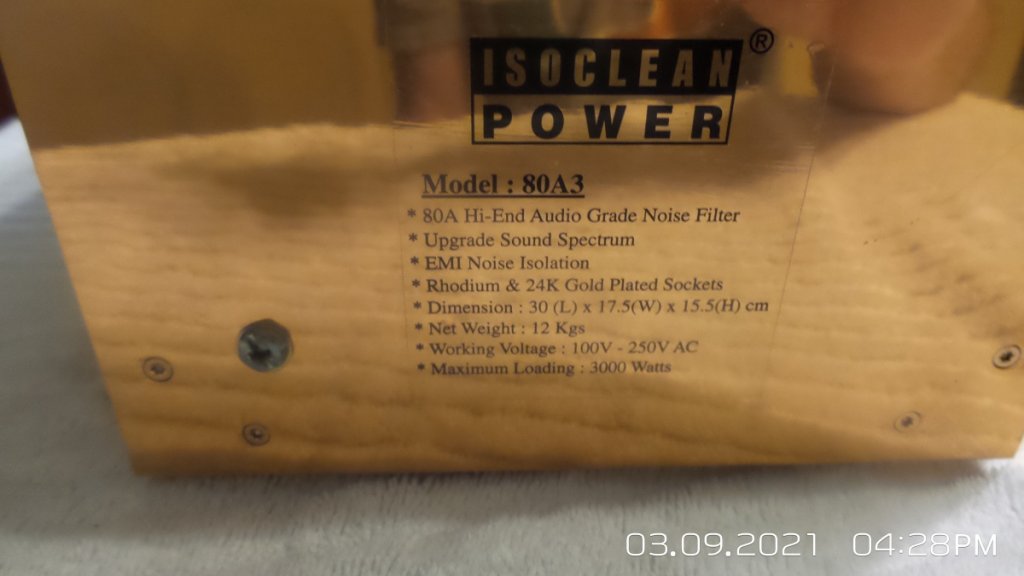 ISOCLEAN®
POWER
Model : 80A3
* 80A Hi-End Audio Grade Noise Filter
* Upgrade Sound Spectrum
* EMI Noise Isolation
* Rhodium & 24K Gold Plated Sockets
* Dimension : 30 (L) x 17.5(W) x 15.5(H) cm
* Net Weight : 12 Kgs
* Working Voltage : 100V - 250V AC
* Maximum Loading : 3000 Watts
03.09.2021 04:28PM